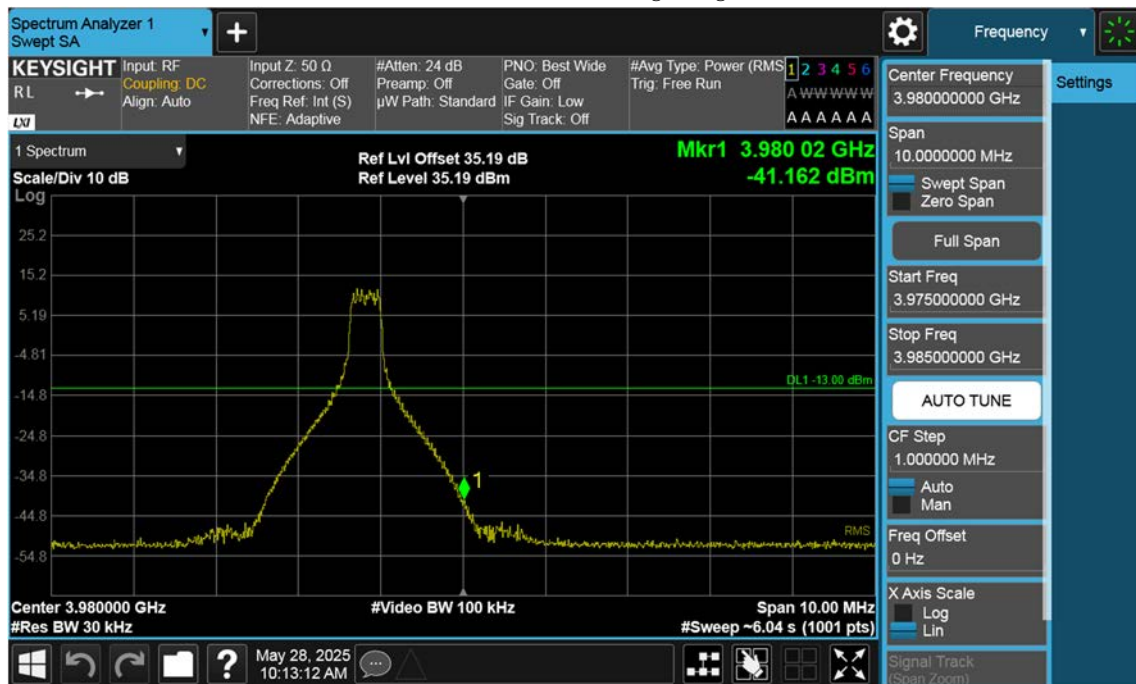 Spectrum Analyzer 1
Swept SA
+
Frequency
KEYSIGHT
RL
LXI
Input: RF
Coupling: DC
Align: Auto
Input Z: 50 Ω
Corrections: Off
Freq Ref: Int (S)
NFE: Adaptive
#Atten: 24 dB
Preamp: Off
µW Path: Standard
PNO: Best Wide
Gate: Off
IF Gain: Low
Sig Track: Off
#Avg Type: Power (RMS
Trig: Free Run
1 2 3 4 5 6
A W W W W W
A A A A A A
1 Spectrum
Scale/Div 10 dB
Log
Ref Lvl Offset 35.19 dB
Ref Level 35.19 dBm
Mkr1 3.980 02 GHz
-41.162 dBm
25.2
15.2
5.19
-4.81
-14.8
-24.8
-34.8
-44.8
-54.8
DL1 -13.00 dBm
1
RMS
Center 3.980000 GHz
#Res BW 30 kHz
#Video BW 100 kHz
Span 10.00 MHz
#Sweep ~6.04 s (1001 pts)
Center Frequency
3.980000000 GHz
Span
10.0000000 MHz
Swept Span
Zero Span
Full Span
Start Freq
3.975000000 GHz
Stop Freq
3.985000000 GHz
AUTO TUNE
CF Step
1.000000 MHz
Auto
Man
Freq Offset
0 Hz
X Axis Scale
Log
Lin
Signal Track
(Span Zoom)
Settings
?
May 28, 2025
10:13:12 AM